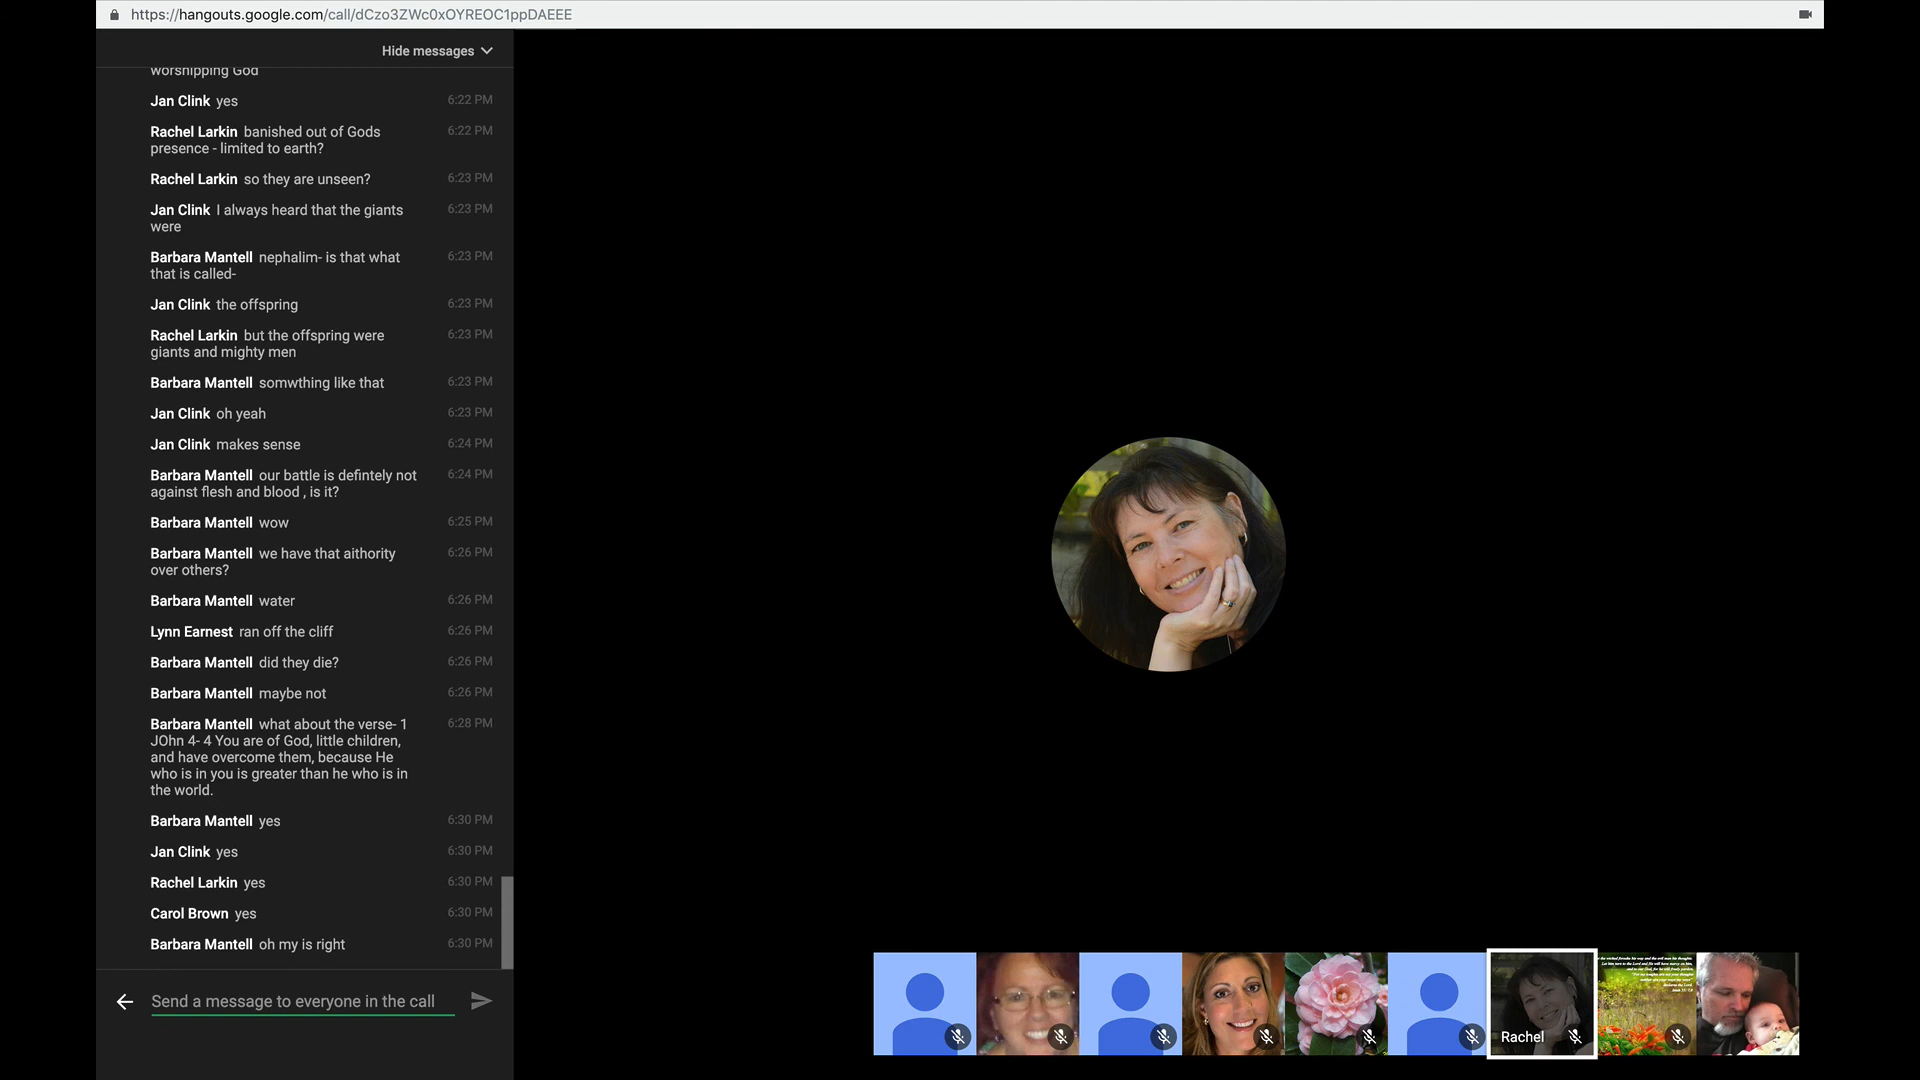 https://hangouts.google.com/call/dCzo3ZWc0xOYREOC1ppDAEEE
Hide messages
worshipping God
Jan Clink yes 6:22 PM
Rachel Larkin banished out of Gods 6:22 PM
presence - limited to earth?
Rachel Larkin so they are unseen? 6:23 PM
Jan Clink I always heard that the giants 6:23 PM
were
Barbara Mantell nephalim- is that what 6:23 PM
that is called-
Jan Clink the offspring 6:23 PM
Rachel Larkin but the offspring were 6:23 PM
giants and mighty men
Barbara Mantell somwthing like that 6:23 PM
Jan Clink oh yeah 6:23 PM
Jan Clink makes sense 6:24 PM
Barbara Mantell our battle is defintely not 6:24 PM
against flesh and blood , is it?
Barbara Mantell wow 6:25 PM
Barbara Mantell we have that aithority 6:26 PM
over others?
Barbara Mantell water 6:26 PM
Lynn Earnest ran off the cliff 6:26 PM
Barbara Mantell did they die? 6:26 PM
Barbara Mantell maybe not 6:26 PM
Barbara Mantell what about the verse- 1 6:28 PM
JOhn 4- 4 You are of God, little children,
and have overcome them, because He
who is in you is greater than he who is in
the world.
Barbara Mantell yes 6:30 PM
Jan Clink yes 6:30 PM
Rachel Larkin yes 6:30 PM
Carol Brown yes 6:30 PM
Barbara Mantell oh my is right 6:30 PM
Send a message to everyone in the call
Rachel